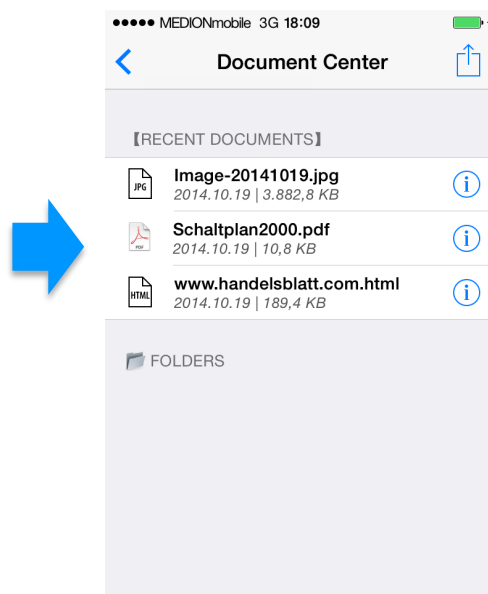 MEDIONmobile 3G 18:09
Document Center
【RECENT DOCUMENTS】
JPG
Image-20141019.jpg
2014.10.19 | 3.882,8 KB
PDF
Schaltplan2000.pdf
2014.10.19 | 10,8 KB
HTML
www.handelsblatt.com.html
2014.10.19 | 189,4 KB
FOLDERS